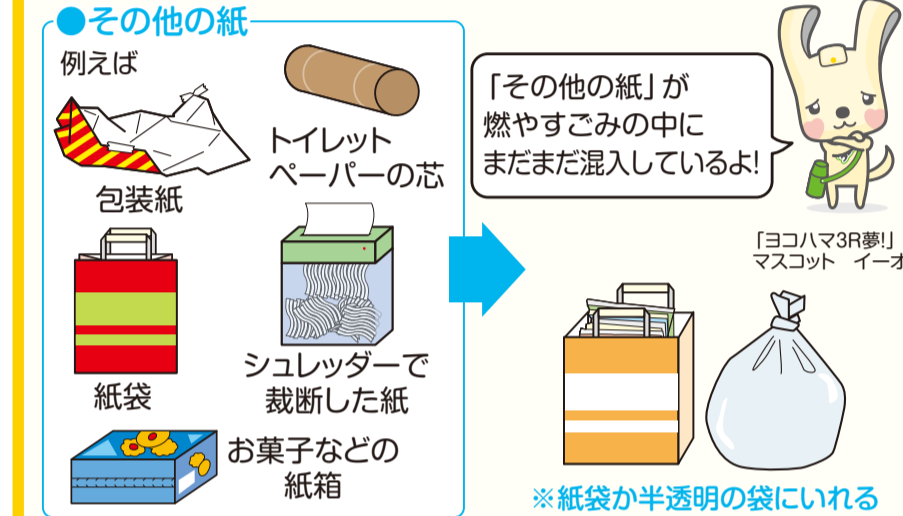 ●その他の紙
例えば
包装紙
トイレット
ペーパーの芯
紙袋
シュレッダーで
裁断した紙
お菓子などの
紙箱
「その他の紙」が
燃やすごみの中に
まだまだ混入しているよ!
「ヨコハマ3R夢!」
マスコット イーオ
※紙袋か半透明の袋にいれる